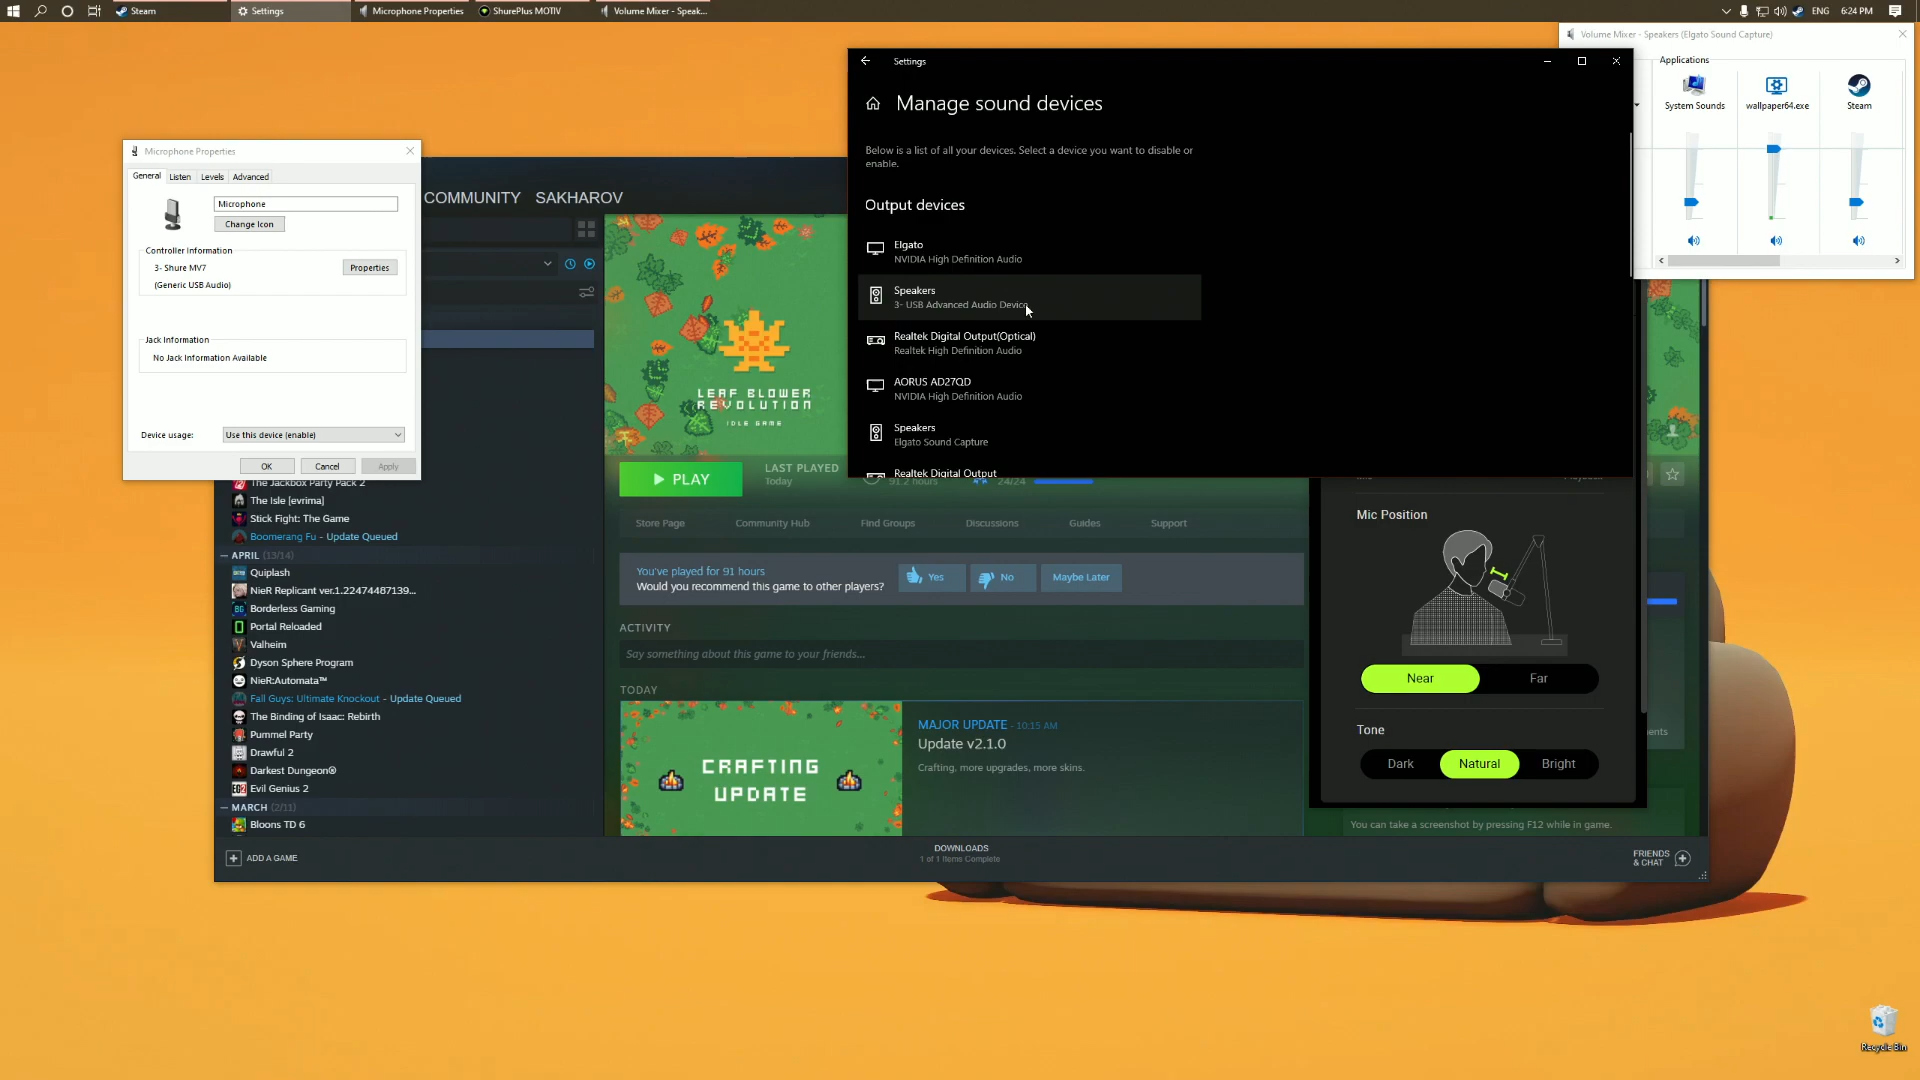 Steam
Settings
Microphone Properties
ShurePlus MOTIV
Volume Mixer - Speak...
ENG
6:24 PM
Volume Mixer - Speakers (Elgato Sound Capture)
Applications
System Sounds
wallpaper64.exe
Steam
Settings
Manage sound devices
Below is a list of all your devices. Select a device you want to disable or
enable.
Output devices
Elgato
NVIDIA High Definition Audio
Speakers
3- USB Advanced Audio Device
Realtek Digital Output(Optical)
Realtek High Definition Audio
AORUS AD27QD
NVIDIA High Definition Audio
Speakers
Elgato Sound Capture
Realtek Digital Output
Microphone Properties
General
Listen
Levels
Advanced
Microphone
Change Icon
Controller Information
3- Shure MV7
(Generic USB Audio)
Properties
Jack Information
No Jack Information Available
Device usage:
Use this device (enable)
OK
Cancel
Apply
COMMUNITY
SAKHAROV
LEAF BLOWER
REVOLUTION
IDLE GAME
PLAY
LAST PLAYED
Today
91.2 hours
24/24
Store Page
Community Hub
Find Groups
Discussions
Guides
Support
You've played for 91 hours
Would you recommend this game to other players?
Yes
No
Maybe Later
ACTIVITY
Say something about this game to your friends...
TODAY
CRAFTING
UPDATE
MAJOR UPDATE - 10:15 AM
Update v2.1.0
Crafting, more upgrades, more skins.
The Jackbox Party Pack 2
The Isle [evrima]
Stick Fight: The Game
Boomerang Fu - Update Queued
APRIL (13/14)
Quiplash
NieR Replicant ver.1.22474487139...
Borderless Gaming
Portal Reloaded
Valheim
Dyson Sphere Program
NieR:Automata™
Fall Guys: Ultimate Knockout - Update Queued
The Binding of Isaac: Rebirth
Pummel Party
Drawful 2
Darkest Dungeon®
Evil Genius 2
MARCH (2/11)
Bloons TD 6
ADD A GAME
DOWNLOADS
1 of 1 Items Complete
FRIENDS
& CHAT
Mic Position
Near
Far
Tone
Dark
Natural
Bright
You can take a screenshot by pressing F12 while in game.
Recycle Bin